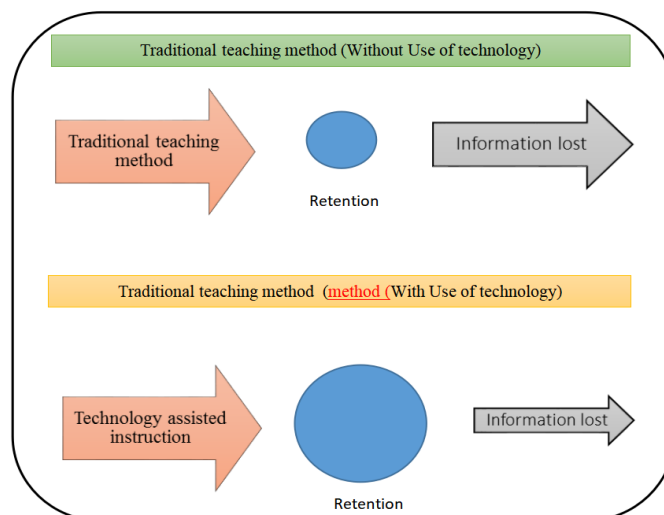 Traditional teaching method (Without Use of technology)
Traditional teaching
method
Information lost
Retention
Traditional teaching method  (method (With Use of technology)
Technology assisted
instruction
Information lost
Retention